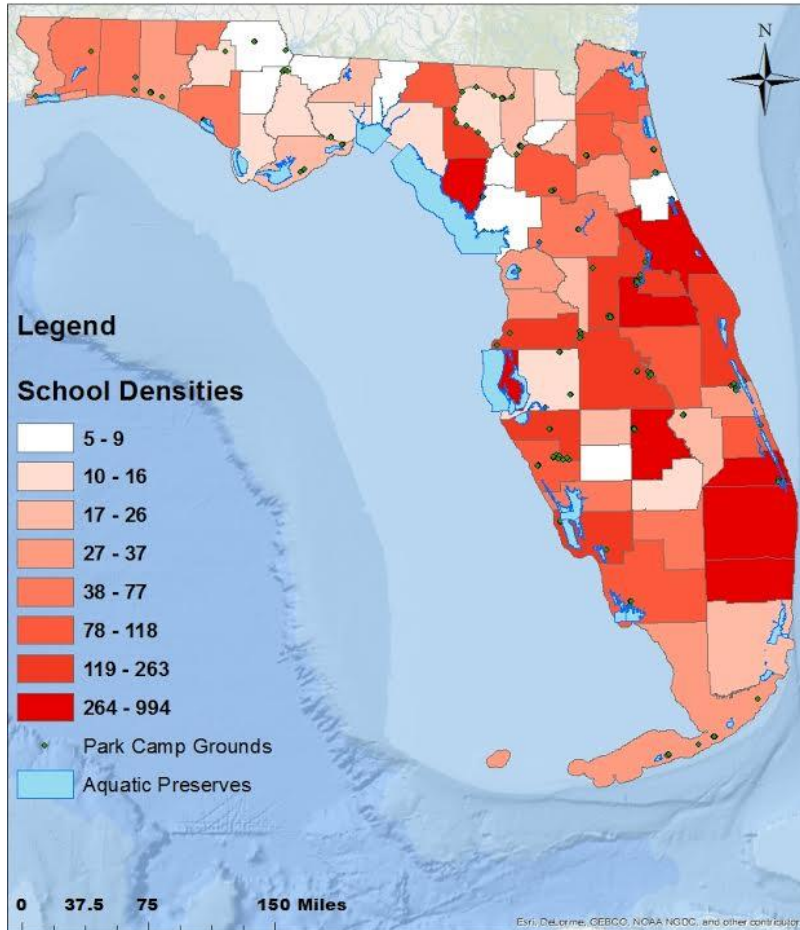 N
Legend
School Densities
5 - 9
10 - 16
17 - 26
27 - 37
38 - 77
78 - 118
119 - 263
264 - 994
Park Camp Grounds
Aquatic Preserves
0 37.5 75 150 Miles
Esri, DeLorme, GEBCO, NOAA NGDC, and other contributor